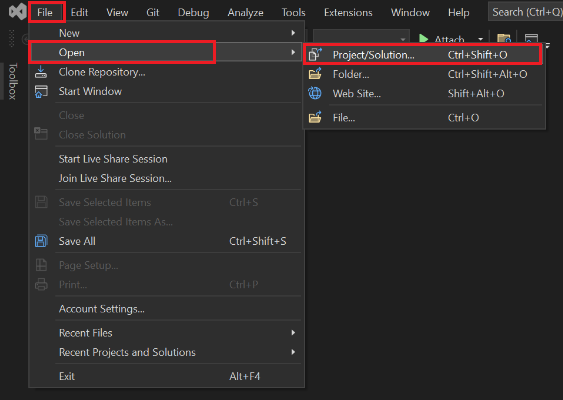 File Edit View Git Debug Analyze Tools Extensions Window Help Search (Ctrl+Q)
Attach...
Toolbox
New
Open
Clone Repository...
Start Window
Close
Close Solution
Start Live Share Session
Join Live Share Session...
Save Selected Items Ctrl+S
Save Selected Items As...
Save All Ctrl+Shift+S
Page Setup...
Print... Ctrl+P
Account Settings...
Recent Files
Recent Projects and Solutions
Exit Alt+F4
Project/Solution... Ctrl+Shift+O
Folder... Ctrl+Shift+Alt+O
Web Site... Shift+Alt+O
File... Ctrl+O